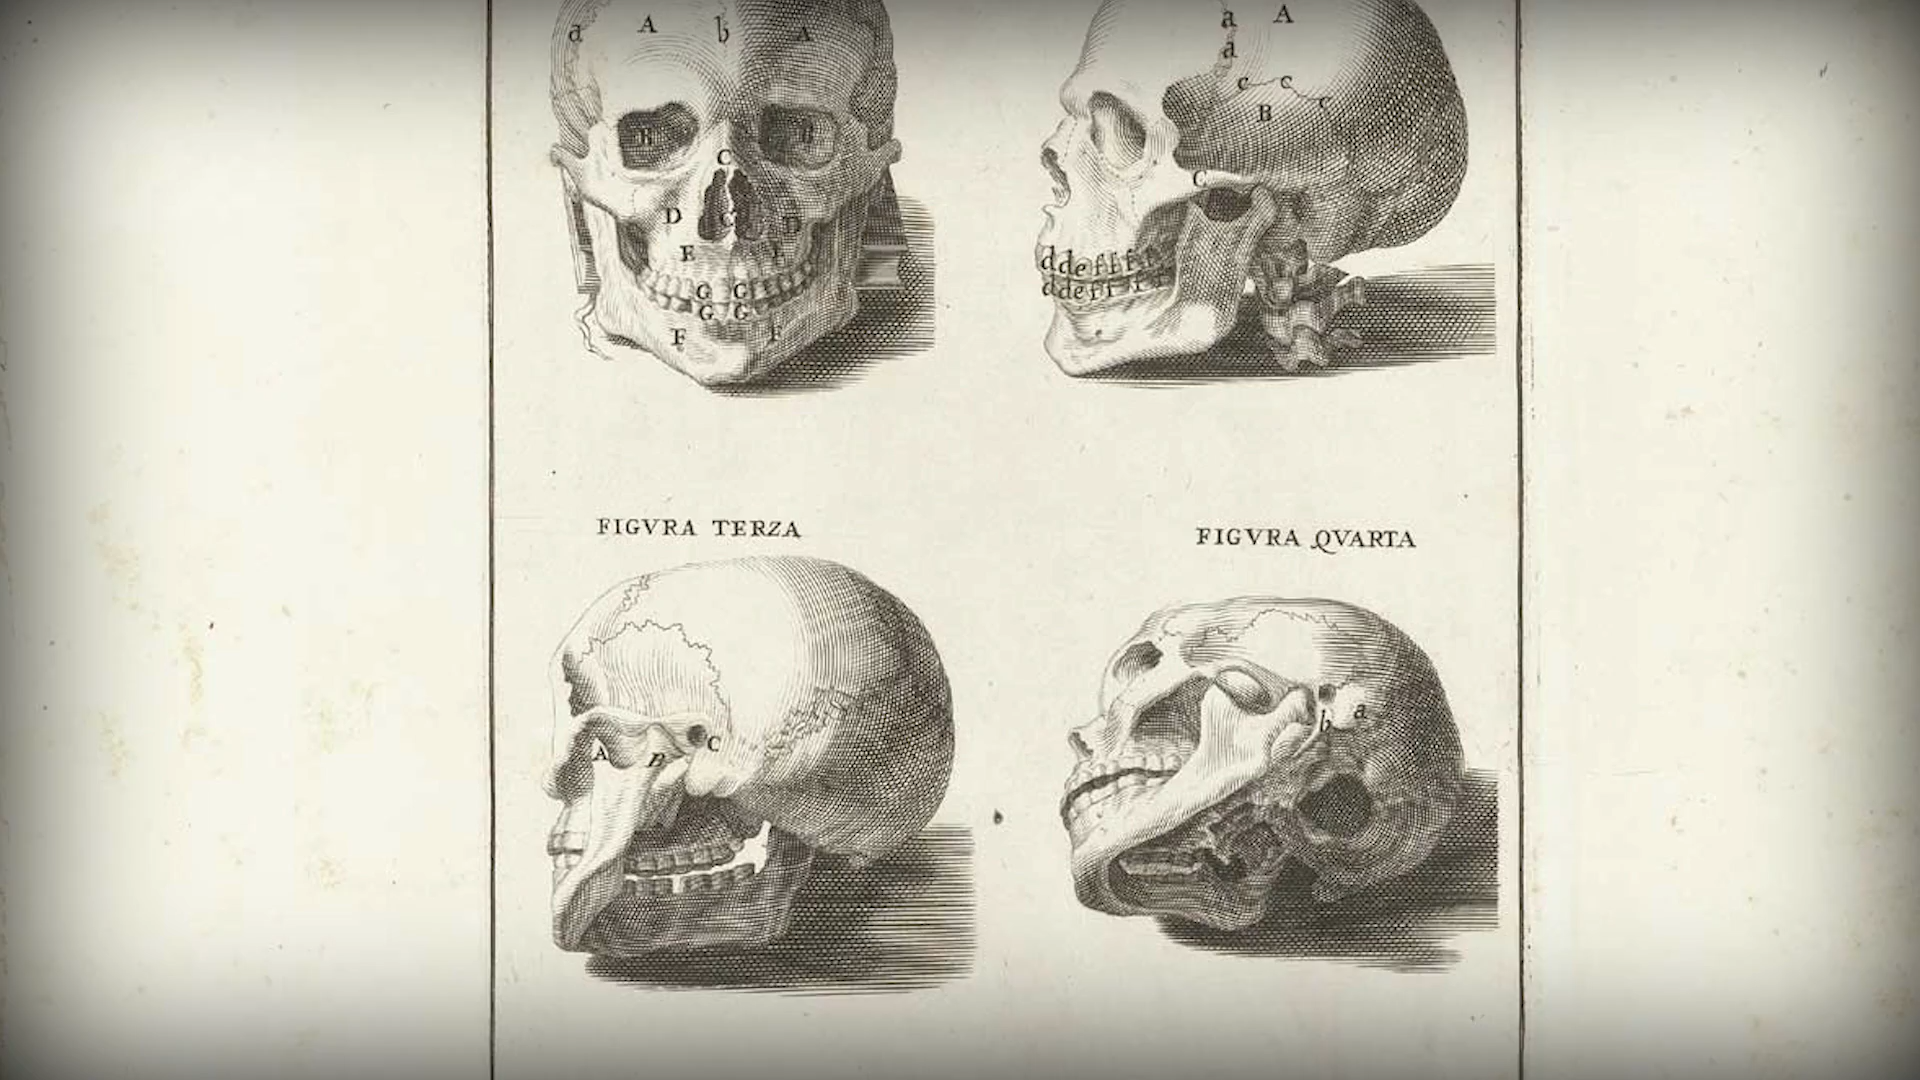 a A b A
B B
C
D G D
E E
G G
G G
F F
a A
a
c c c
B
C
d d e f f f f
d d e f f f f
FIGVRA TERZA
FIGVRA QVARTA
A B C
b a